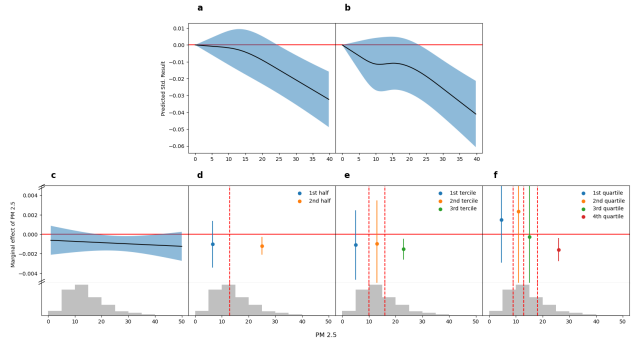 a
b
0.01
0.00
−0.01
−0.02
−0.03
−0.04
−0.05
−0.06
Predicted Std. Result
0 5 10 15 20 25 30 35 40
0 5 10 15 20 25 30 35 40
c
d
e
f
0.004
0.002
0.000
−0.002
−0.004
Marginal effect of PM 2.5
1st half
2nd half
1st tercile
2nd tercile
3rd tercile
1st quartile
2nd quartile
3rd quartile
4th quartile
0 10 20 30 40 50
0 10 20 30 40 50
0 10 20 30 40 50
0 10 20 30 40 50
PM 2.5